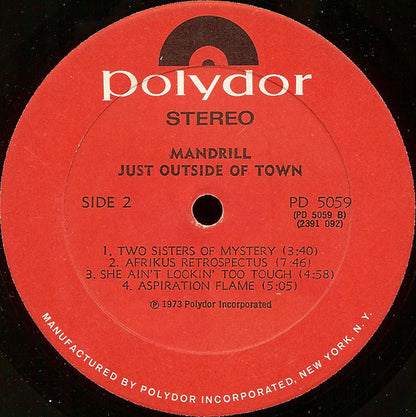 polydor
STEREO
MANDRILL
JUST OUTSIDE OF TOWN
SIDE 2
PD 5059
(PD 5059 B)
(2391 092)
1. TWO SISTERS OF MYSTERY (3:40)
2. AFRIKUS RETROSPECTUS (7:46)
3. SHE AIN'T LOOKIN' TOO TOUGH (4:58)
4. ASPIRATION FLAME (5:05)
℗ 1973 Polydor Incorporated
MANUFACTURED BY POLYDOR INCORPORATED, NEW YORK, N.Y.